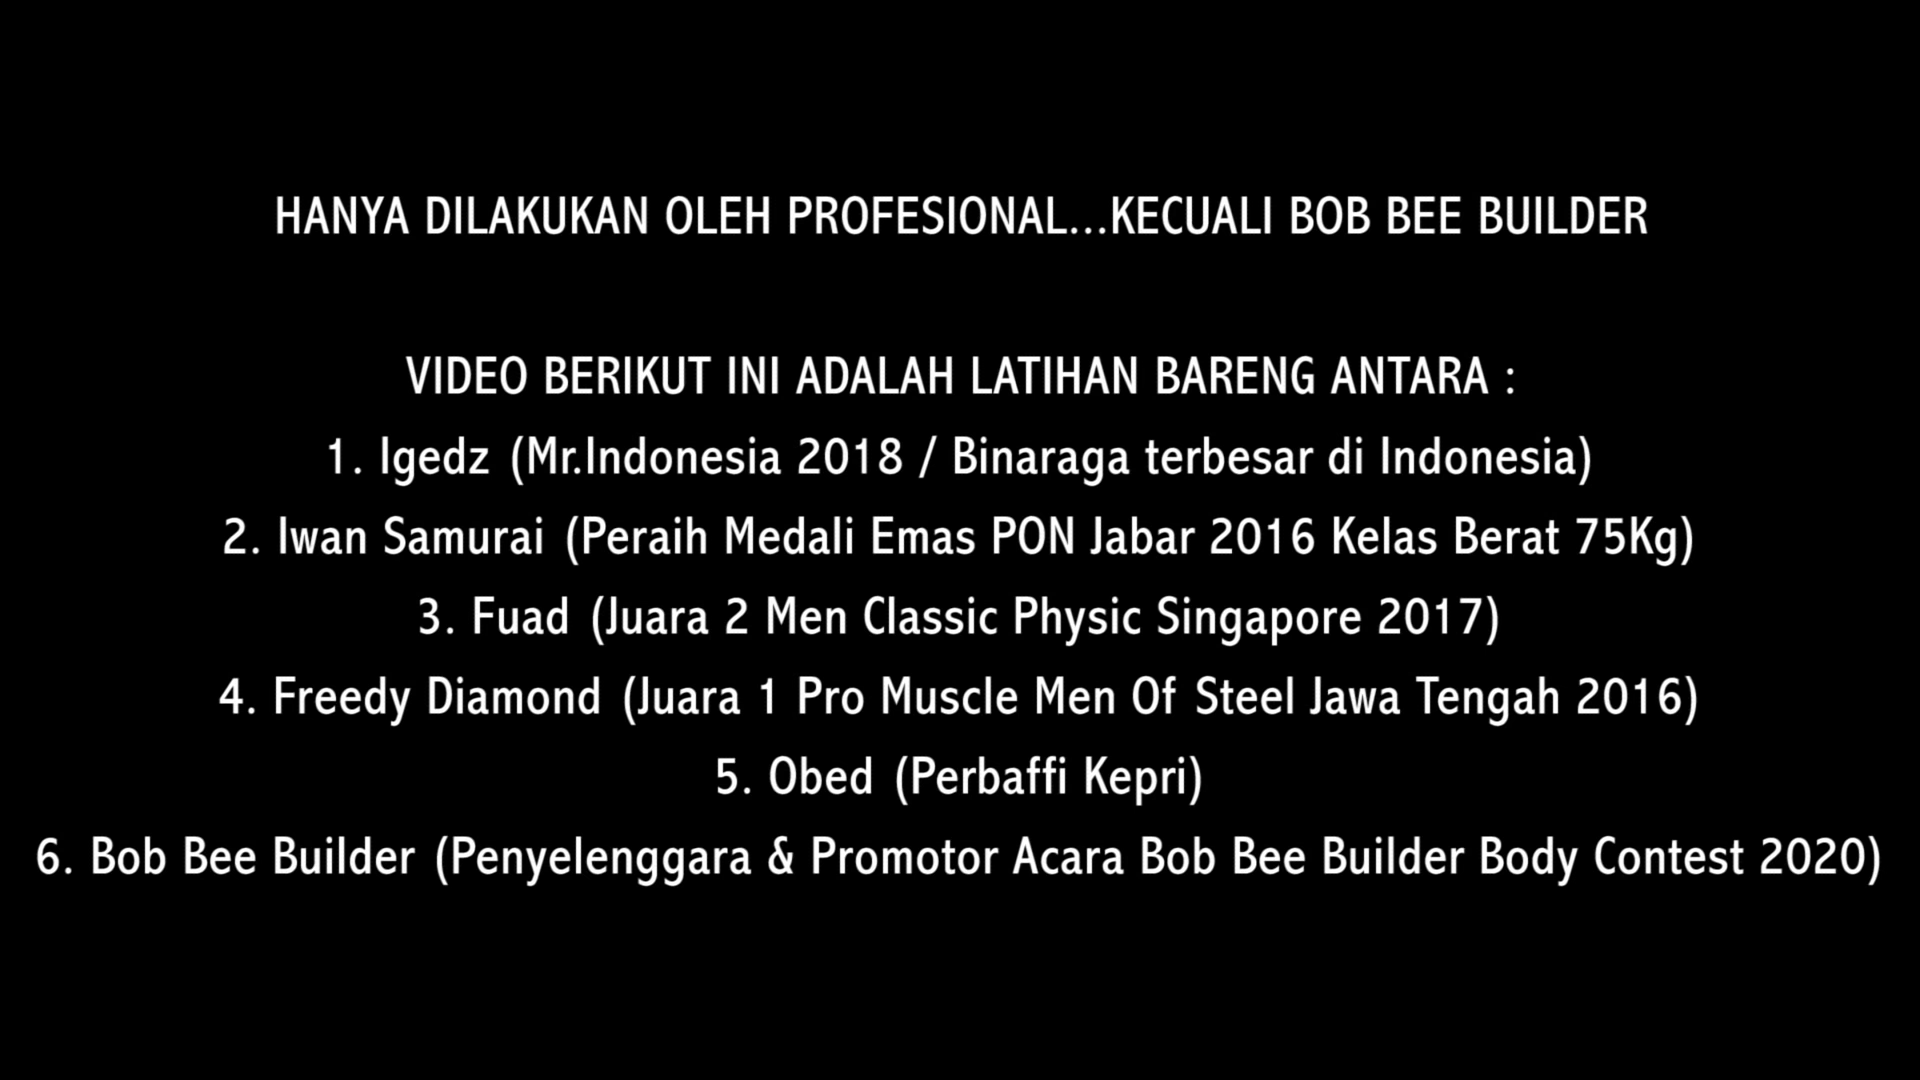 HANYA DILAKUKAN OLEH PROFESIONAL...KECUALI BOB BEE BUILDER
VIDEO BERIKUT INI ADALAH LATIHAN BARENG ANTARA :
1. Igedz (Mr.Indonesia 2018 / Binaraga terbesar di Indonesia)
2. Iwan Samurai (Peraih Medali Emas PON Jabar 2016 Kelas Berat 75Kg)
3. Fuad (Juara 2 Men Classic Physic Singapore 2017)
4. Freedy Diamond (Juara 1 Pro Muscle Men Of Steel Jawa Tengah 2016)
5. Obed (Perbaffi Kepri)
6. Bob Bee Builder (Penyelenggara & Promotor Acara Bob Bee Builder Body Contest 2020)